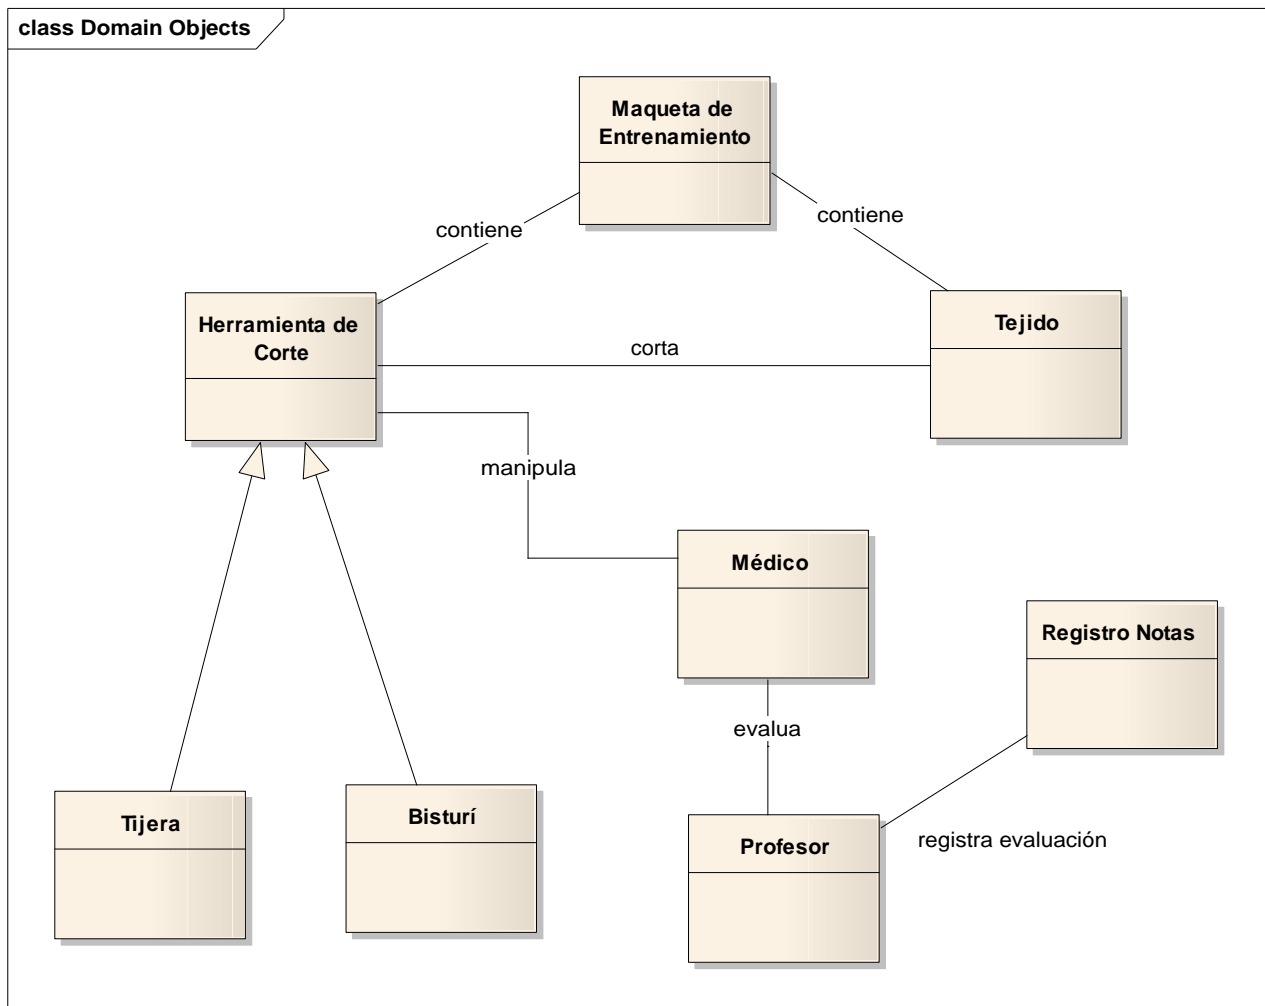 class Domain Objects
Maqueta de
Entrenamiento
contiene
contiene
Herramienta de
Corte
Tejido
corta
manipula
Médico
Registro Notas
evalua
Tijera
Bisturí
Profesor
registra evaluación